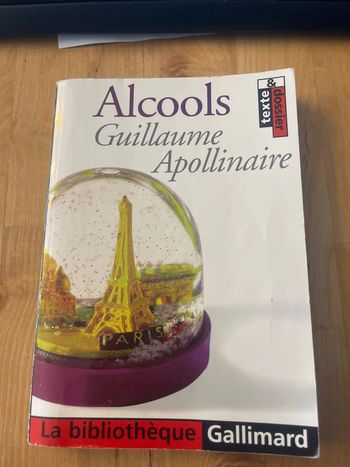 Alcools
Guillaume
Apollinaire
texte
&
dossier
PARIS
La bibliothèque Gallimard